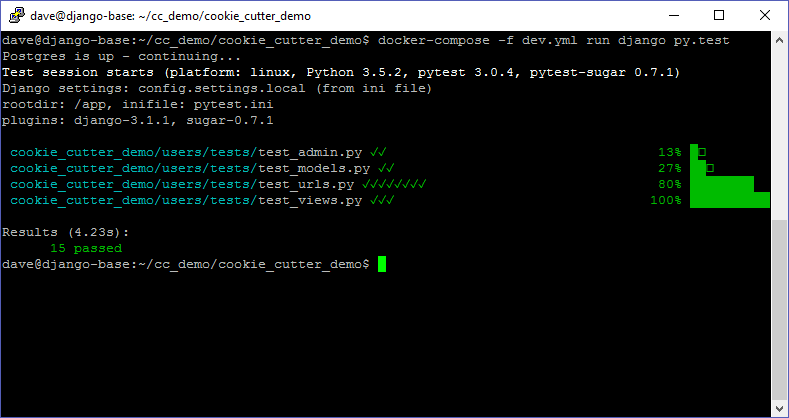 dave@django-base: ~/cc_demo/cookie_cutter_demo
dave@django-base:~/cc_demo/cookie_cutter_demo$ docker-compose -f dev.yml run django py.test
Postgres is up - continuing...
Test session starts (platform: linux, Python 3.5.2, pytest 3.0.4, pytest-sugar 0.7.1)
Django settings: config.settings.local (from ini file)
rootdir: /app, inifile: pytest.ini
plugins: django-3.1.1, sugar-0.7.1
cookie_cutter_demo/users/tests/test_admin.py ✓✓ 13%
cookie_cutter_demo/users/tests/test_models.py ✓✓ 27%
cookie_cutter_demo/users/tests/test_urls.py ✓✓✓✓✓✓✓✓ 80%
cookie_cutter_demo/users/tests/test_views.py ✓✓✓ 100%
Results (4.23s):
15 passed
dave@django-base:~/cc_demo/cookie_cutter_demo$